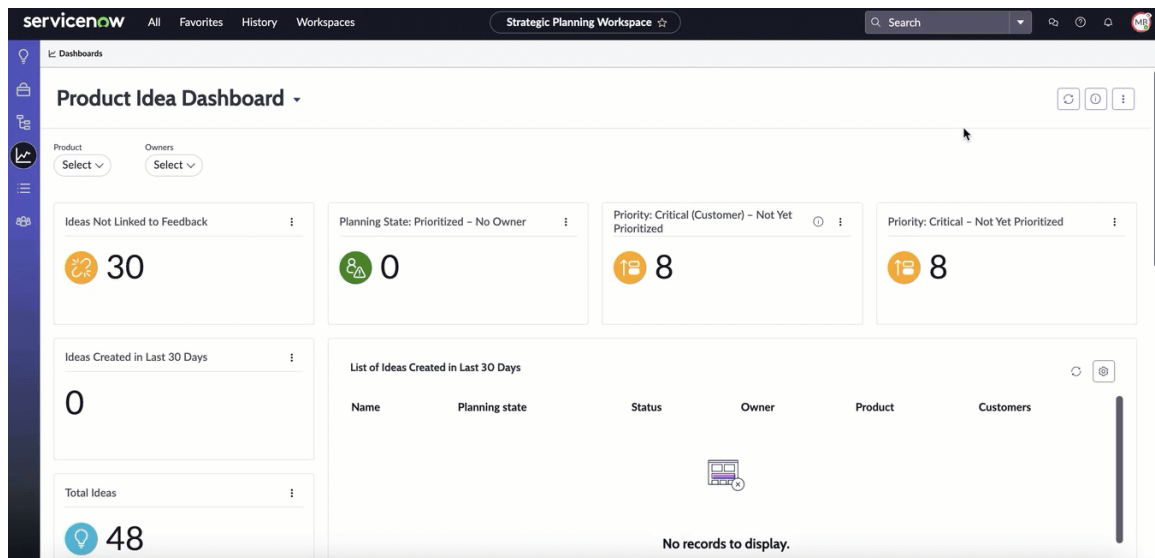 servicenow All Favorites History Workspaces Strategic Planning Workspace Search MR
Dashboards
Product Idea Dashboard
Product Owners
Select Select
Ideas Not Linked to Feedback
30
Planning State: Prioritized – No Owner
0
Priority: Critical (Customer) – Not Yet
Prioritized
8
Priority: Critical – Not Yet Prioritized
8
Ideas Created in Last 30 Days
0
List of Ideas Created in Last 30 Days
Name Planning state Status Owner Product Customers
No records to display.
Total Ideas
48